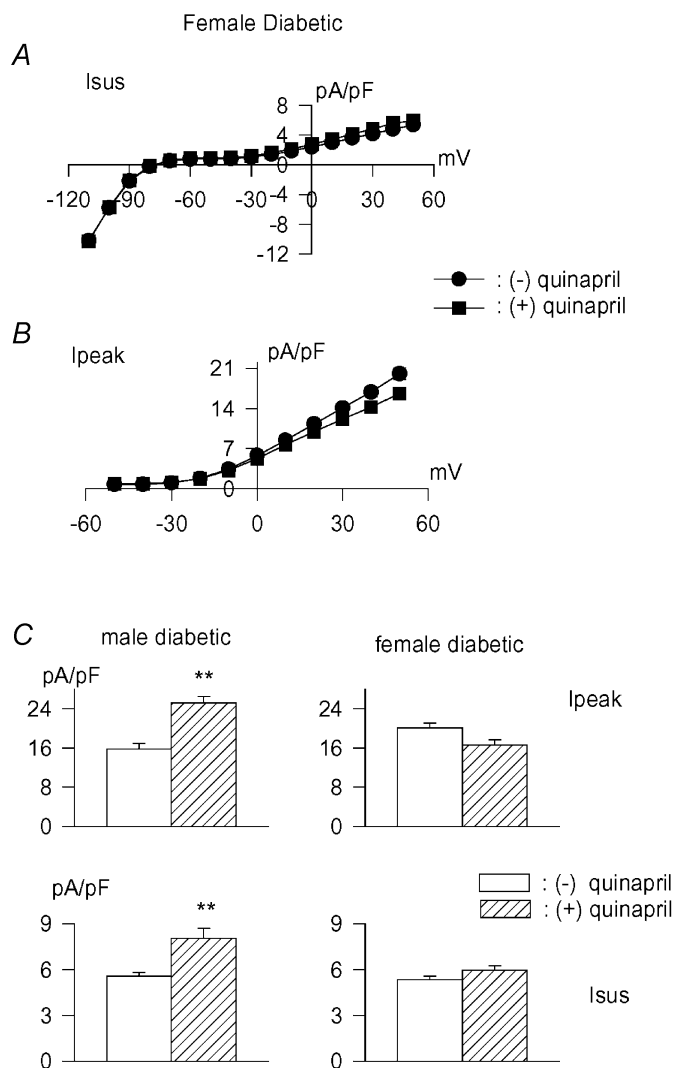 Female Diabetic
A
Isus
pA/pF
8
4
0
-4
-8
-12
mV
-120
-90
-60
-30
0
30
60
: (-) quinapril
: (+) quinapril
B
Ipeak
pA/pF
21
14
7
0
mV
-60
-30
0
30
60
C
male diabetic
female diabetic
pA/pF
**
24
16
8
0
24
16
8
0
Ipeak
pA/pF
**
9
6
3
0
9
6
3
0
: (-) quinapril
: (+) quinapril
Isus